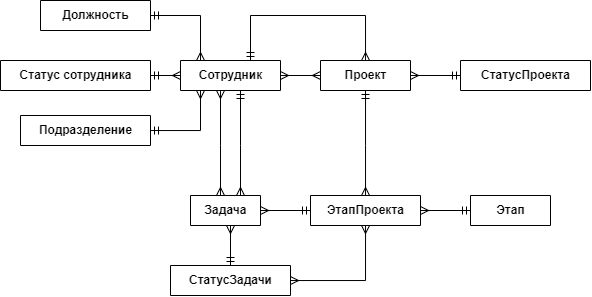 Должность
Статус сотрудника
Сотрудник
Проект
СтатусПроекта
Подразделение
Задача
ЭтапПроекта
Этап
СтатусЗадачи